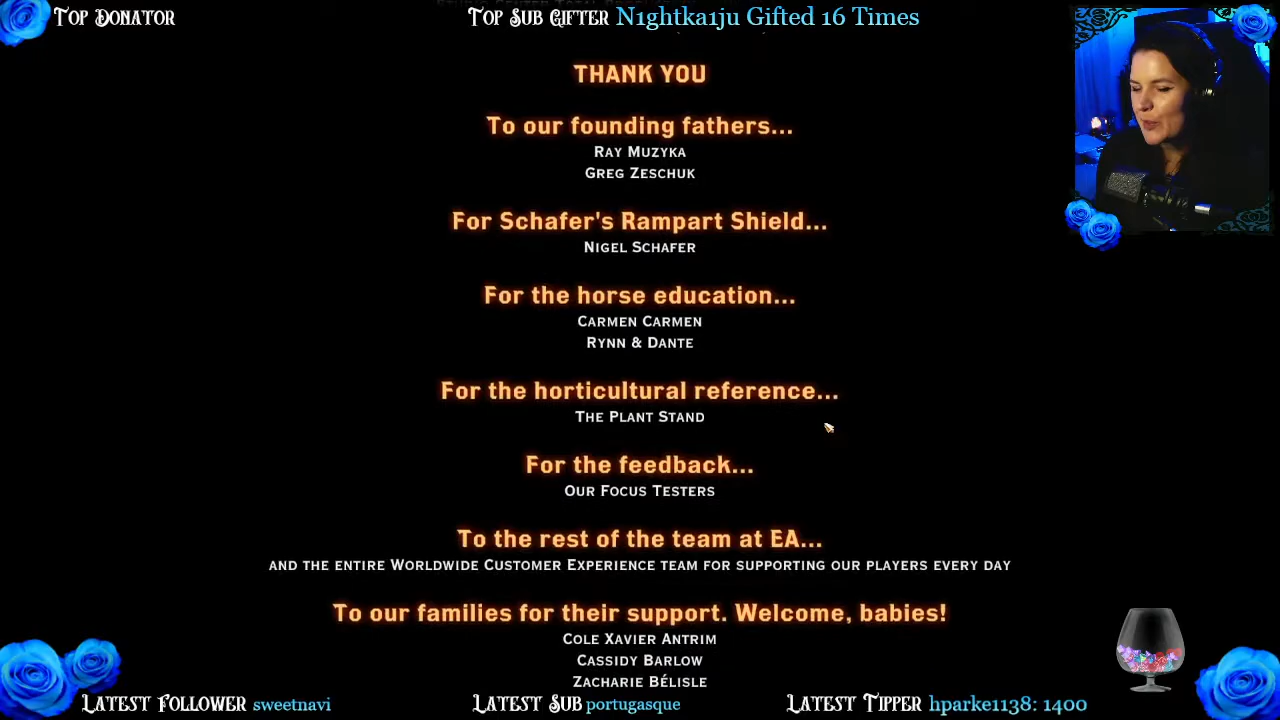 Top Donator
Top Sub Gifter N1ghtka1ju Gifted 16 Times
THANK YOU
To our founding fathers...
Ray Muzyka
Greg Zeschuk
For Schafer's Rampart Shield...
Nigel Schafer
For the horse education...
Carmen Carmen
Rynn & Dante
For the horticultural reference...
The Plant Stand
For the feedback...
Our Focus Testers
To the rest of the team at EA...
and the entire Worldwide Customer Experience team for supporting our players every day
To our families for their support. Welcome, babies!
Cole Xavier Antrim
Cassidy Barlow
Zacharie Bélisle
Latest Follower sweetnavi
Latest Sub portugasque
Latest Tipper hparke1138: 1400